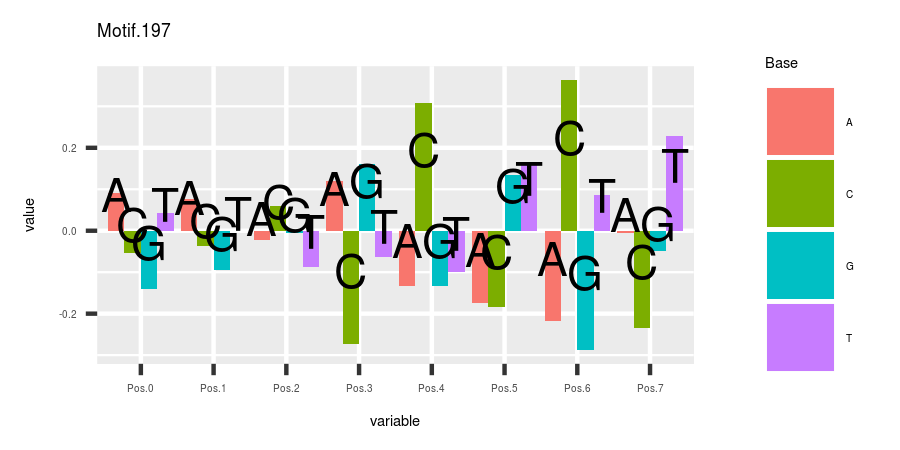 Motif.197
Base
A
C
G
T
value
0.2
0.0
-0.2
A C G T A C G T A C G T A C G T A C G T A C G T A C G T A C G T
Pos.0 Pos.1 Pos.2 Pos.3 Pos.4 Pos.5 Pos.6 Pos.7
variable